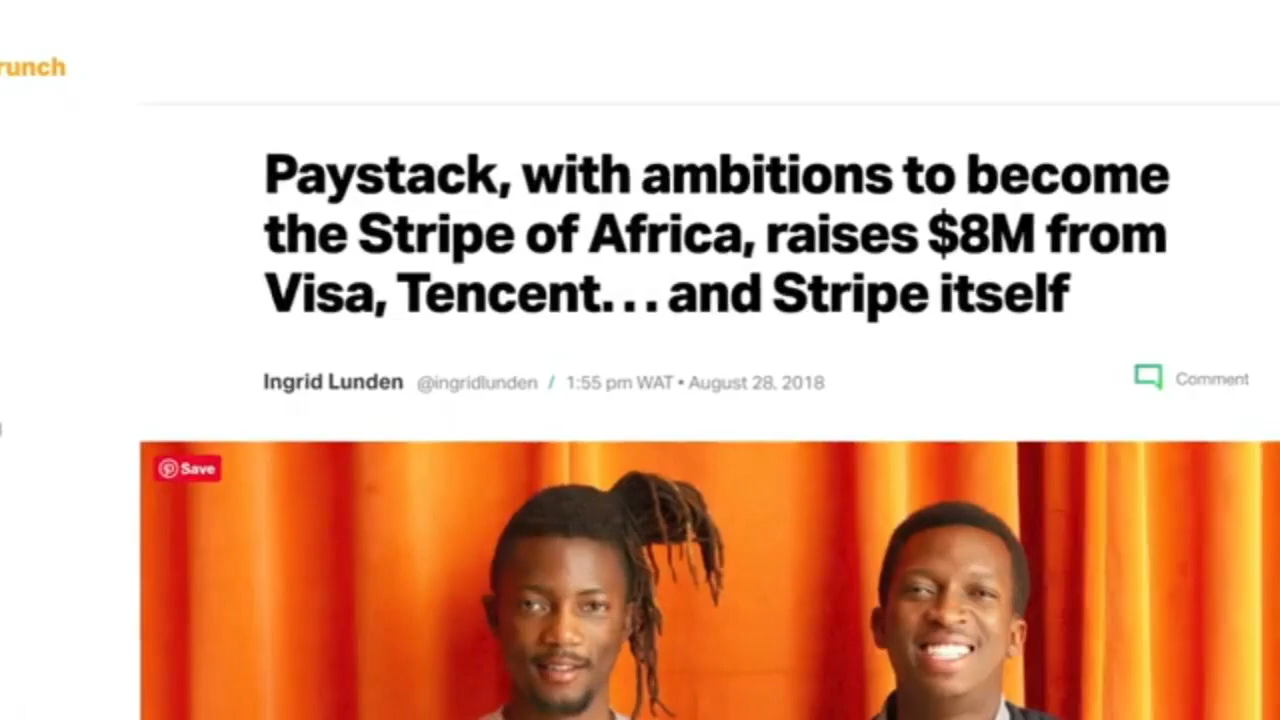 runch
Paystack, with ambitions to become
the Stripe of Africa, raises $8M from
Visa, Tencent... and Stripe itself
Ingrid Lunden @ingridlunden / 1:55 pm WAT • August 28, 2018
Comment
Save